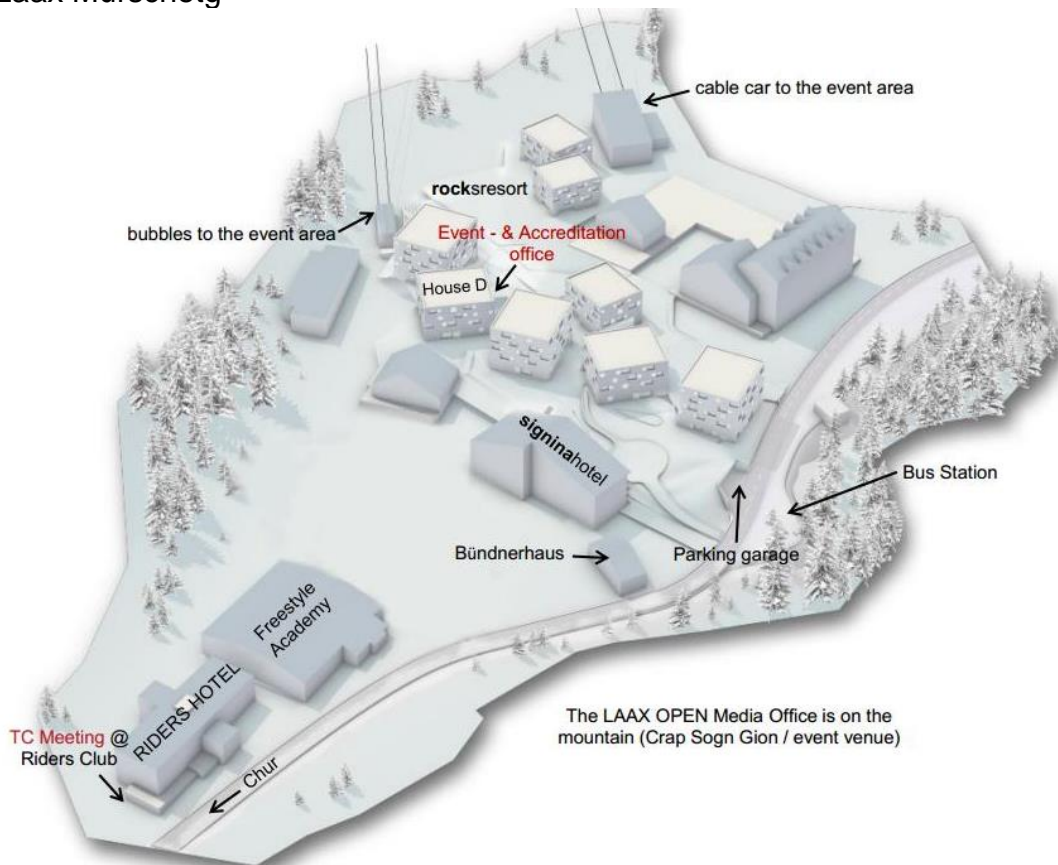 Laax Murschetg
cable car to the event area
rocksresort
bubbles to the event area
Event - & Accreditation
office
House D
signinahotel
Bus Station
Bündnerhaus
Parking garage
Freestyle
Academy
RIDERS HOTEL
The LAAX OPEN Media Office is on the
mountain (Crap Sogn Gion / event venue)
TC Meeting @
Riders Club
Chur